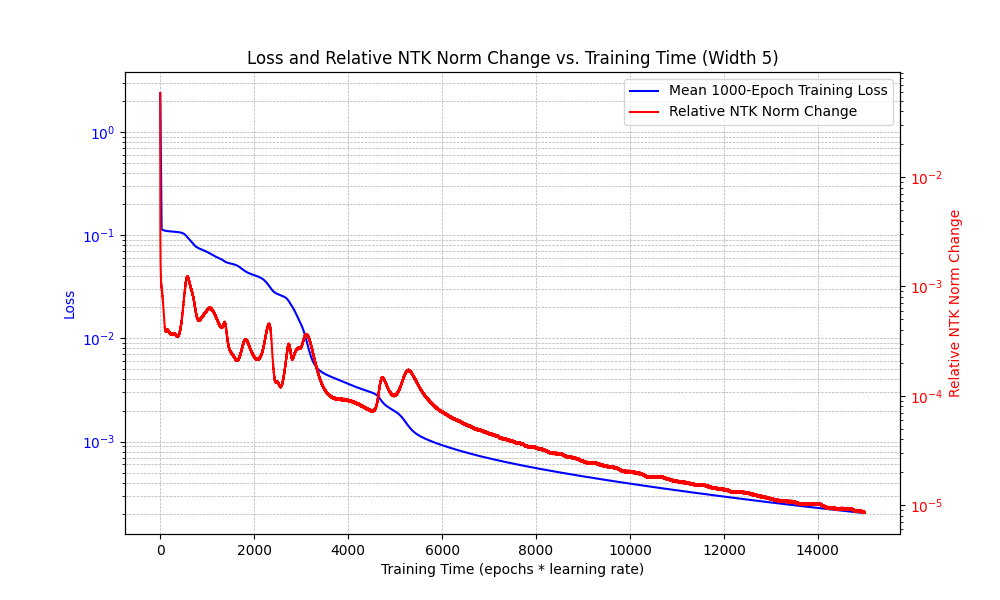 Loss and Relative NTK Norm Change vs. Training Time (Width 5)
Mean 1000-Epoch Training Loss
Relative NTK Norm Change
Loss
10⁰
10⁻¹
10⁻²
10⁻³
Relative NTK Norm Change
10⁻²
10⁻³
10⁻⁴
10⁻⁵
0 2000 4000 6000 8000 10000 12000 14000
Training Time (epochs * learning rate)